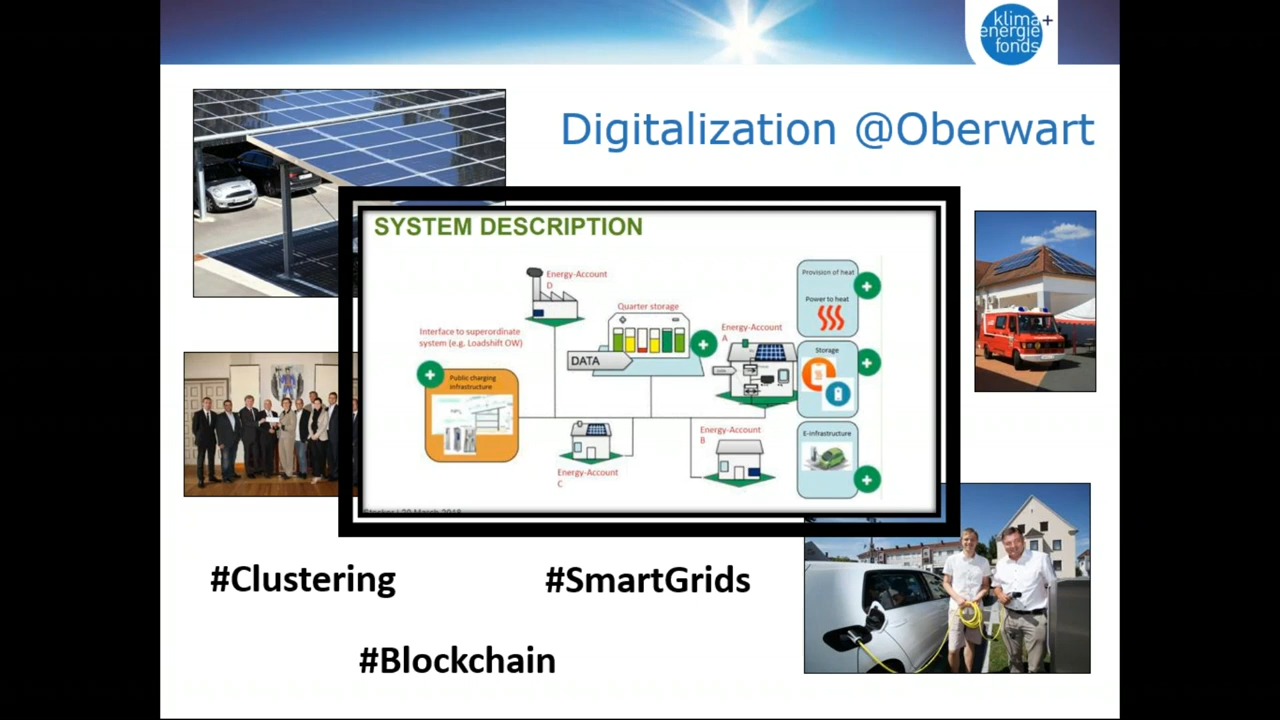 klima+
energie
fonds
Digitalization @Oberwart
SYSTEM DESCRIPTION
Energy-Account
D
Quarter storage
Interface to superordinate
system (e.g. Loadshift OW)
Energy-Account
A
DATA
Public charging
infrastructure
Provision of heat
Power to heat
Storage
E-infrastructure
Energy-Account
B
Energy-Account
C
#Clustering
#SmartGrids
#Blockchain